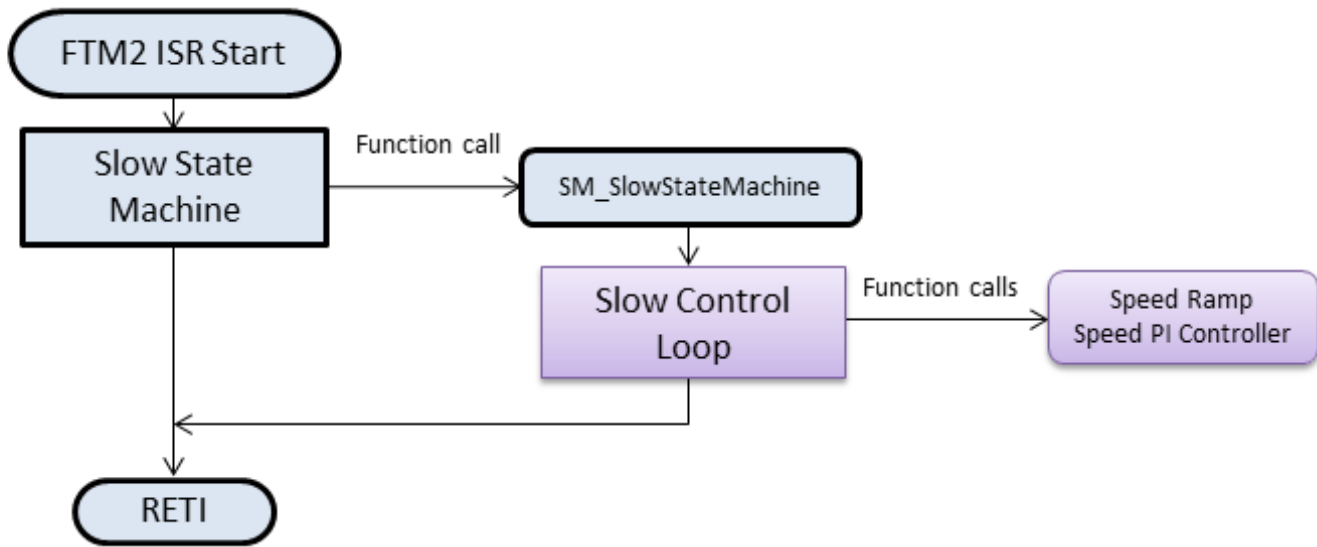 FTM2 ISR Start
Slow State
Machine
Function call
SM_SlowStateMachine
Slow Control
Loop
Function calls
Speed Ramp
Speed PI Controller
RETI